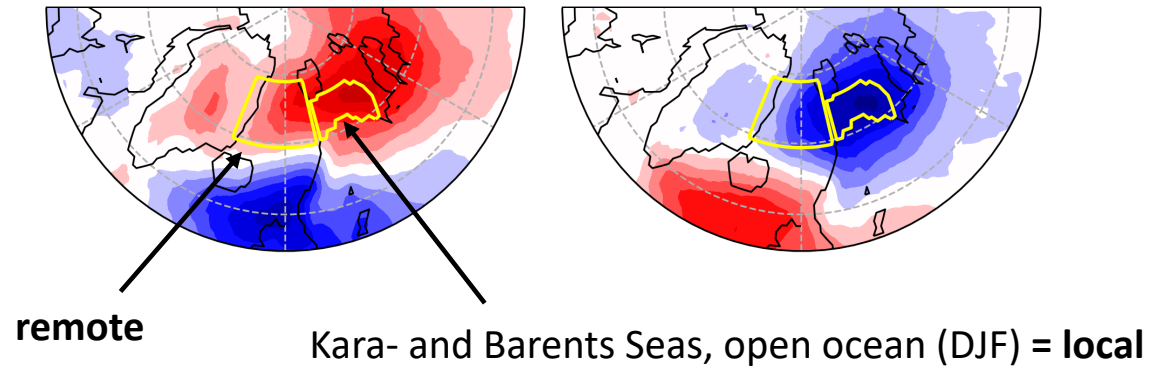 remote
Kara- and Barents Seas, open ocean (DJF) = local